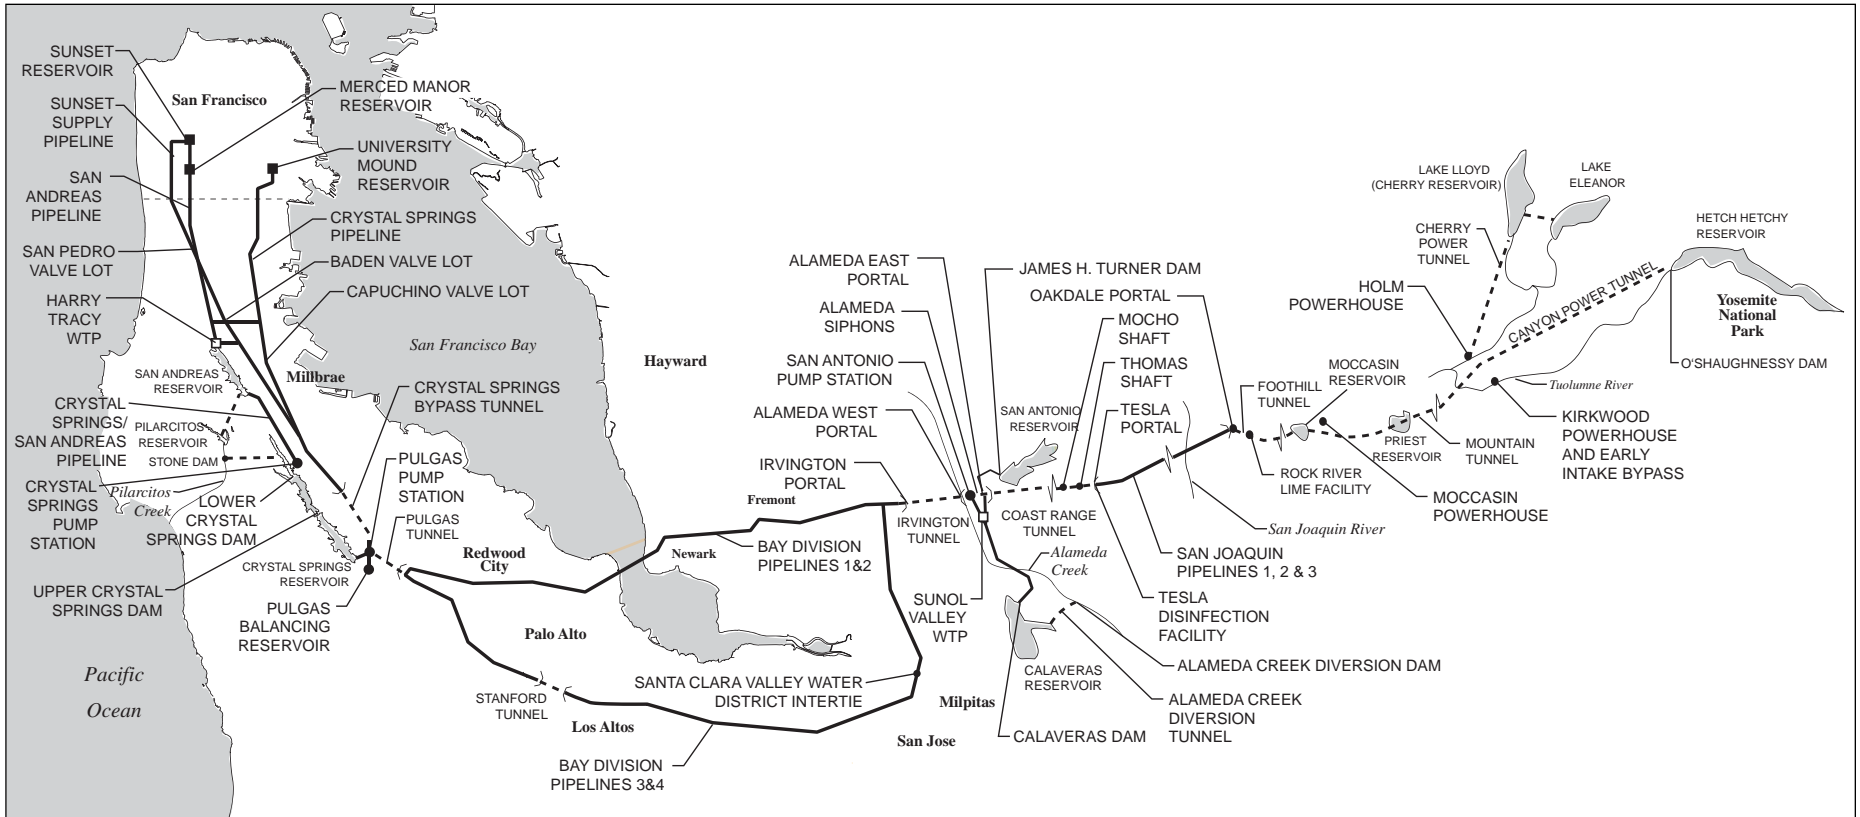 SUNSET
RESERVOIR
San Francisco
MERCED MANOR
RESERVOIR
SUNSET
SUPPLY
PIPELINE
UNIVERSITY
MOUND
RESERVOIR
SAN
ANDREAS
PIPELINE
CRYSTAL SPRINGS
PIPELINE
SAN PEDRO
VALVE LOT
BADEN VALVE LOT
HARRY
TRACY
WTP
CAPUCHINO VALVE LOT
San Francisco Bay
SAN ANDREAS
RESERVOIR
Millbrae
CRYSTAL SPRINGS
BYPASS TUNNEL
CRYSTAL
SPRINGS/
SAN ANDREAS
PIPELINE
PILARCITOS
RESERVOIR
STONE DAM
Pilarcitos
Creek
CRYSTAL
SPRINGS
PUMP
STATION
LOWER
CRYSTAL
SPRINGS DAM
PULGAS
PUMP
STATION
PULGAS
TUNNEL
UPPER CRYSTAL
SPRINGS DAM
CRYSTAL SPRINGS
RESERVOIR
PULGAS
BALANCING
RESERVOIR
Redwood
City
Palo Alto
Pacific
Ocean
STANFORD
TUNNEL
Los Altos
BAY DIVISION
PIPELINES 3&4
SANTA CLARA VALLEY WATER
DISTRICT INTERTIE
Milpitas
San Jose
Hayward
Fremont
Newark
BAY DIVISION
PIPELINES 1&2
ALAMEDA EAST
PORTAL
ALAMEDA
SIPHONS
SAN ANTONIO
PUMP STATION
ALAMEDA WEST
PORTAL
IRVINGTON
PORTAL
IRVINGTON
TUNNEL
JAMES H. TURNER DAM
OAKDALE PORTAL
MOCHO
SHAFT
THOMAS
SHAFT
TESLA
PORTAL
SAN ANTONIO
RESERVOIR
COAST RANGE
TUNNEL
Alameda
Creek
SUNOL
VALLEY
WTP
CALAVERAS
RESERVOIR
CALAVERAS DAM
SAN JOAQUIN
PIPELINES 1, 2 & 3
TESLA
DISINFECTION
FACILITY
ALAMEDA CREEK DIVERSION DAM
ALAMEDA CREEK
DIVERSION
TUNNEL
San Joaquin River
FOOTHILL
TUNNEL
ROCK RIVER
LIME FACILITY
MOCCASIN
RESERVOIR
MOCCASIN
POWERHOUSE
PRIEST
RESERVOIR
MOUNTAIN
TUNNEL
LAKE LLOYD
(CHERRY RESERVOIR)
LAKE
ELEANOR
CHERRY
POWER
TUNNEL
HOLM
POWERHOUSE
CANYON POWER TUNNEL
HETCH HETCHY
RESERVOIR
Yosemite
National
Park
O'SHAUGHNESSY DAM
Tuolumne River
KIRKWOOD
POWERHOUSE
AND EARLY
INTAKE BYPASS